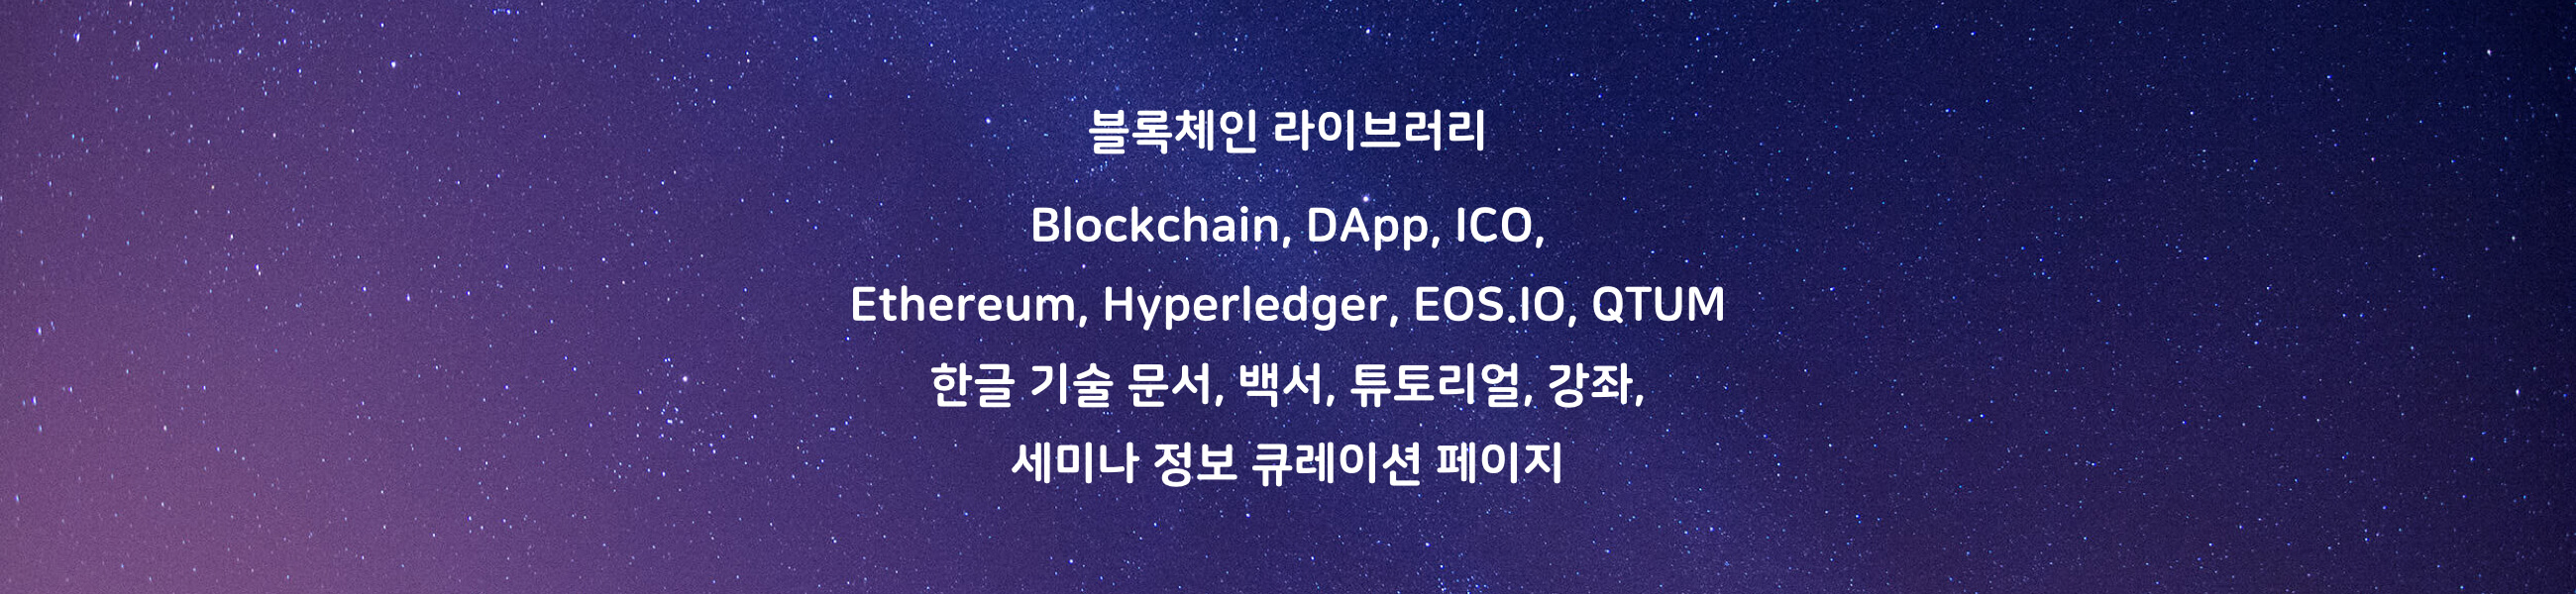 블록체인 라이브러리
Blockchain, DApp, ICO,
Ethereum, Hyperledger, EOS.IO, QTUM
한글 기술 문서, 백서, 튜토리얼, 강좌,
세미나 정보 큐레이션 페이지